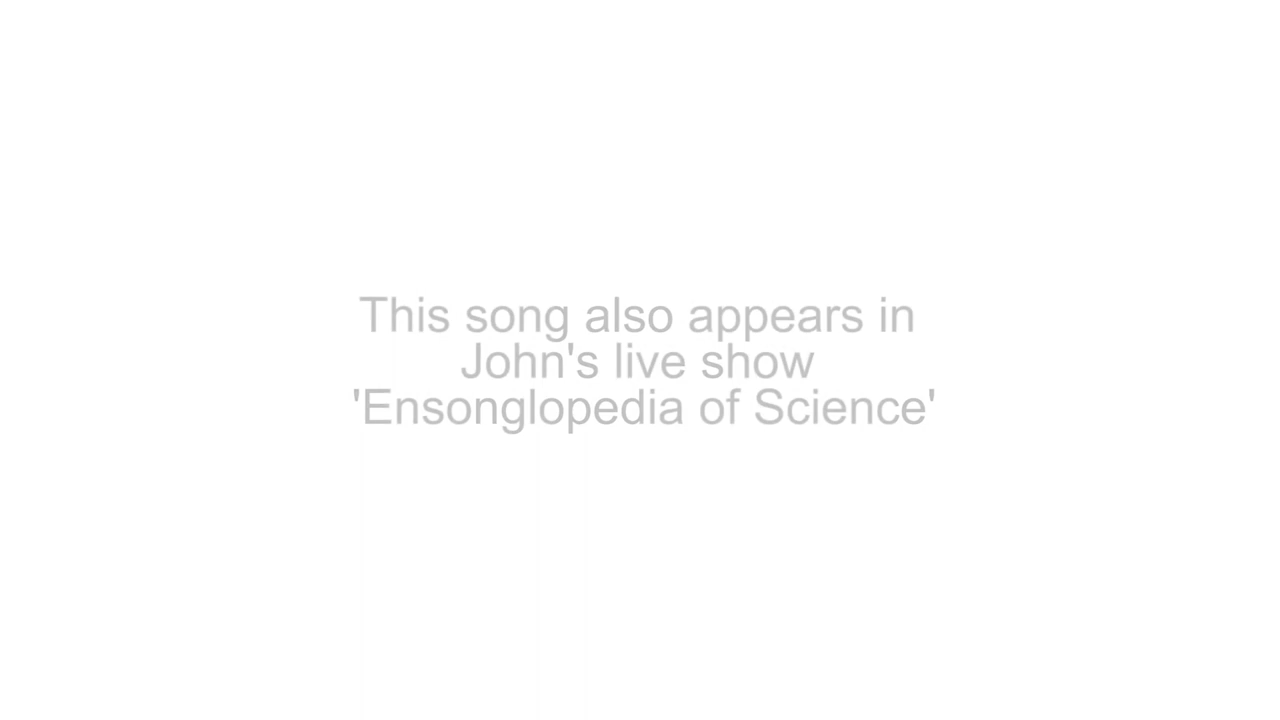 This song also appears in
John's live show
'Ensonglopedia of Science'